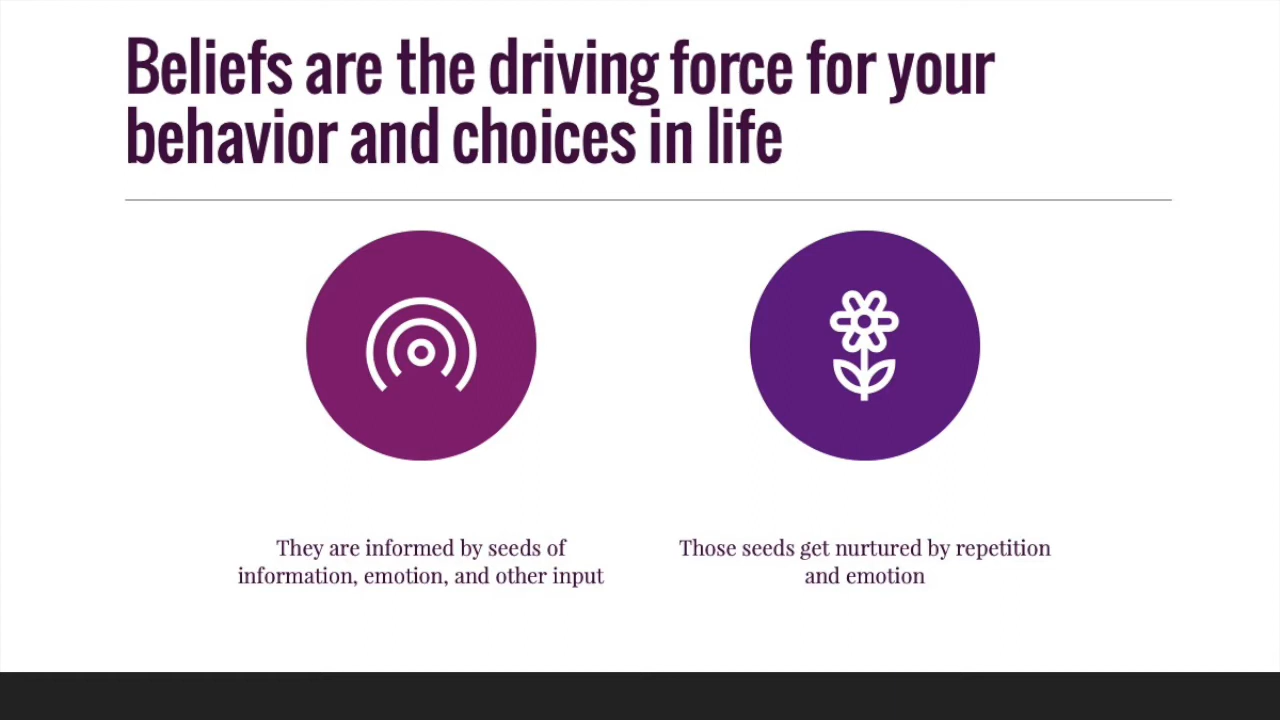 Beliefs are the driving force for your
behavior and choices in life
They are informed by seeds of
information, emotion, and other input
Those seeds get nurtured by repetition
and emotion